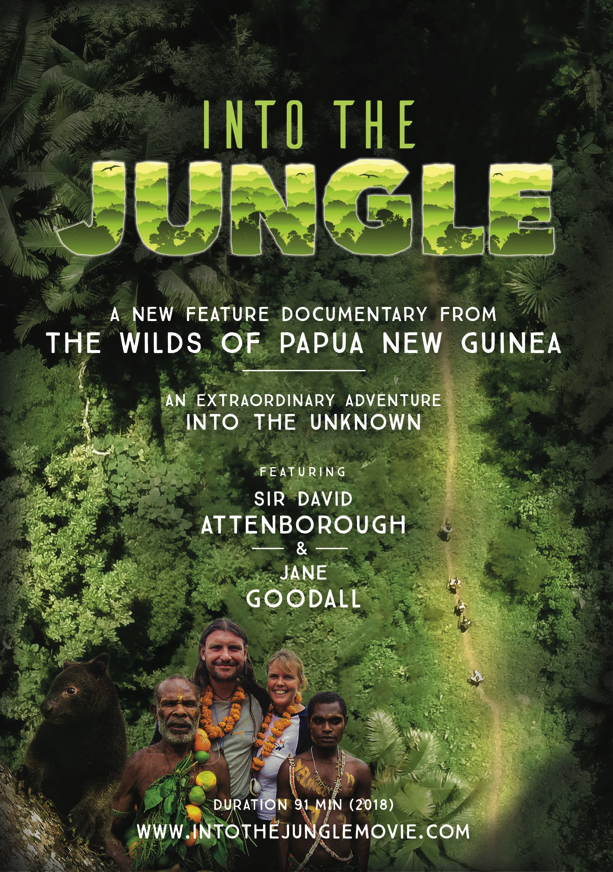 INTO THE
JUNGLE
A NEW FEATURE DOCUMENTARY FROM
THE WILDS OF PAPUA NEW GUINEA
AN EXTRAORDINARY ADVENTURE
INTO THE UNKNOWN
FEATURING
SIR DAVID
ATTENBOROUGH
&
JANE
GOODALL
DURATION 91 MIN (2018)
WWW.INTOTHEJUNGLEMOVIE.COM